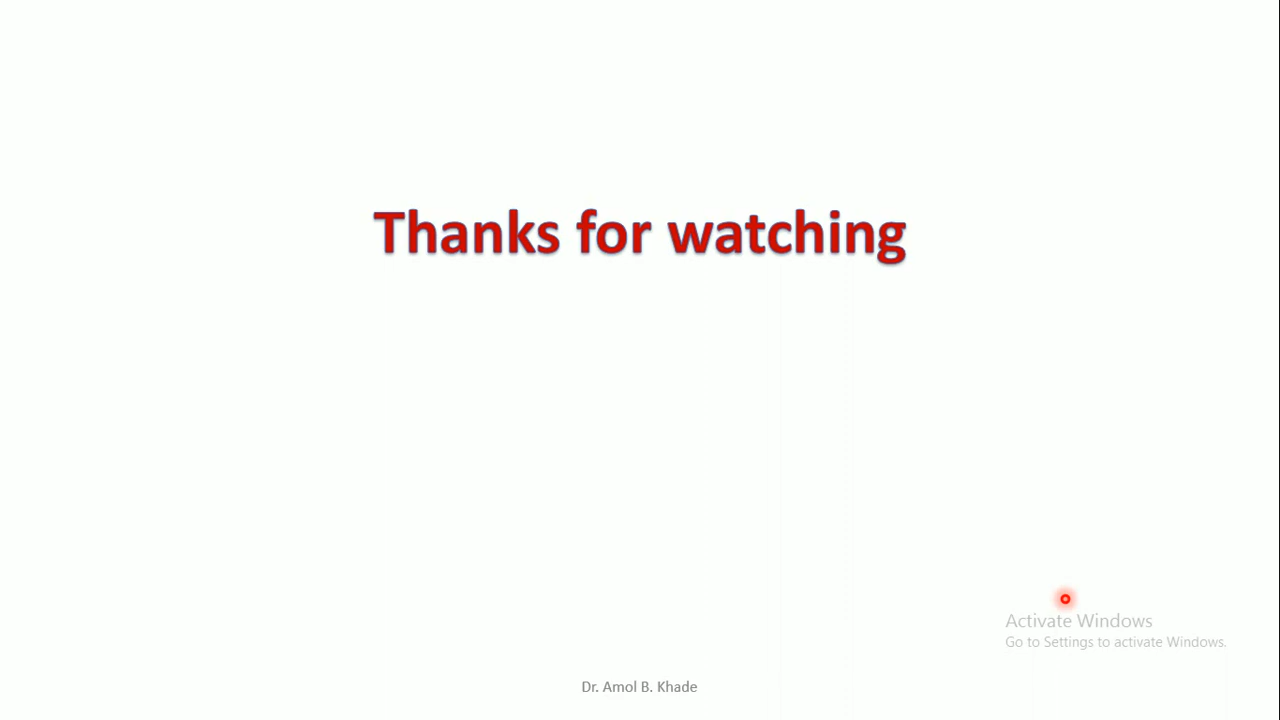 Thanks for watching
Activate Windows
Go to Settings to activate Windows.
Dr. Amol B. Khade